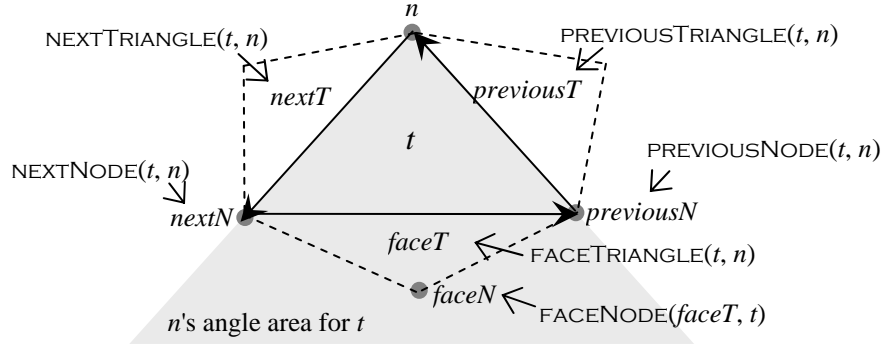 n
NEXTTRIANGLE(t, n)
PREVIOUSTRIANGLE(t, n)
nextT
previousT
t
NEXTNODE(t, n)
PREVIOUSNODE(t, n)
nextN
previousN
faceT
FACETRIANGLE(t, n)
faceN
FACENODE(faceT, t)
n's angle area for t